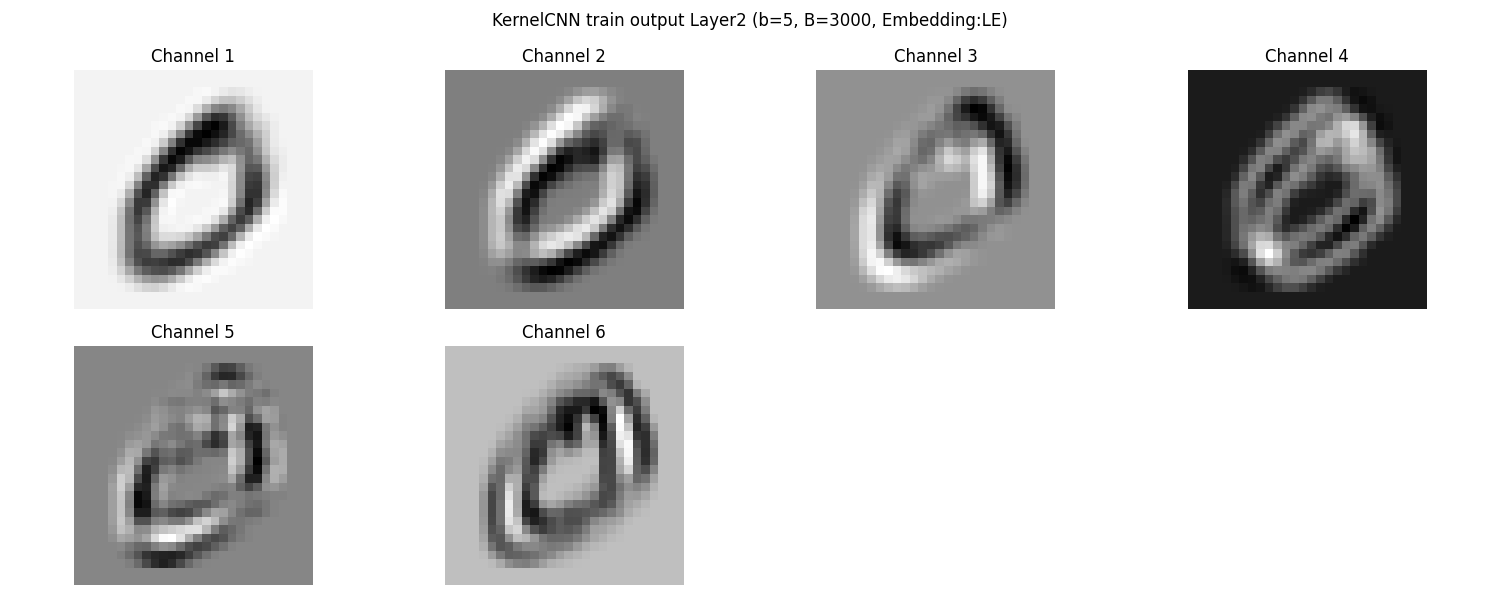 KernelCNN train output Layer2 (b=5, B=3000, Embedding:LE)
Channel 1
Channel 2
Channel 3
Channel 4
Channel 5
Channel 6